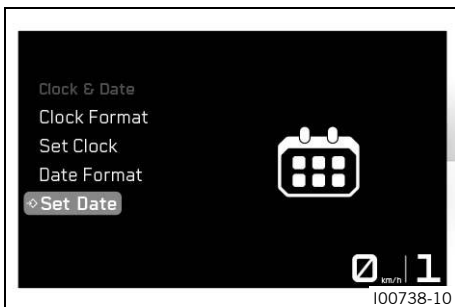 Clock & Date
Clock Format
Set Clock
Date Format
Set Date
0 km/h 1
I00738-10